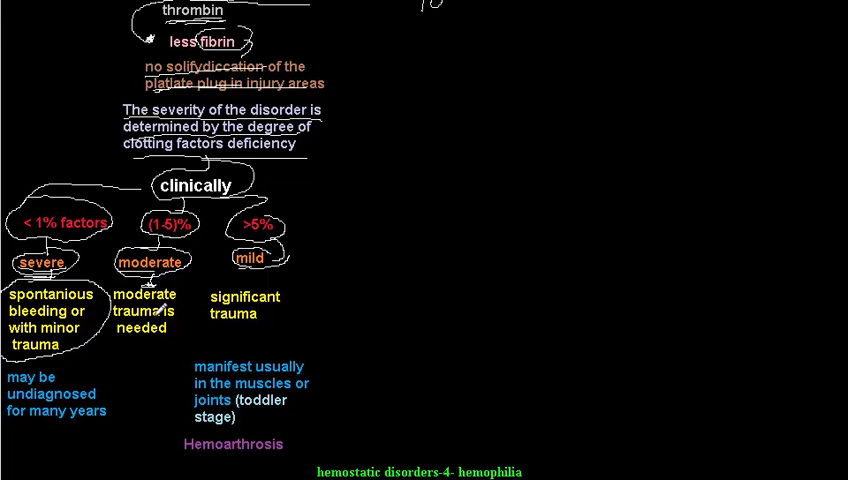 thrombin
less fibrin
no solifydiccation of the
platlate plug in injury areas
The severity of the disorder is
determined by the degree of
clotting factors deficiency
clinically
< 1% factors
(1-5)%
>5%
severe
moderate
mild
spontanious
bleeding or
with minor
trauma
moderate
trauma is
needed
significant
trauma
may be
undiagnosed
for many years
manifest usually
in the muscles or
joints (toddler
stage)
Hemoarthrosis
hemostatic disorders-4- hemophilia